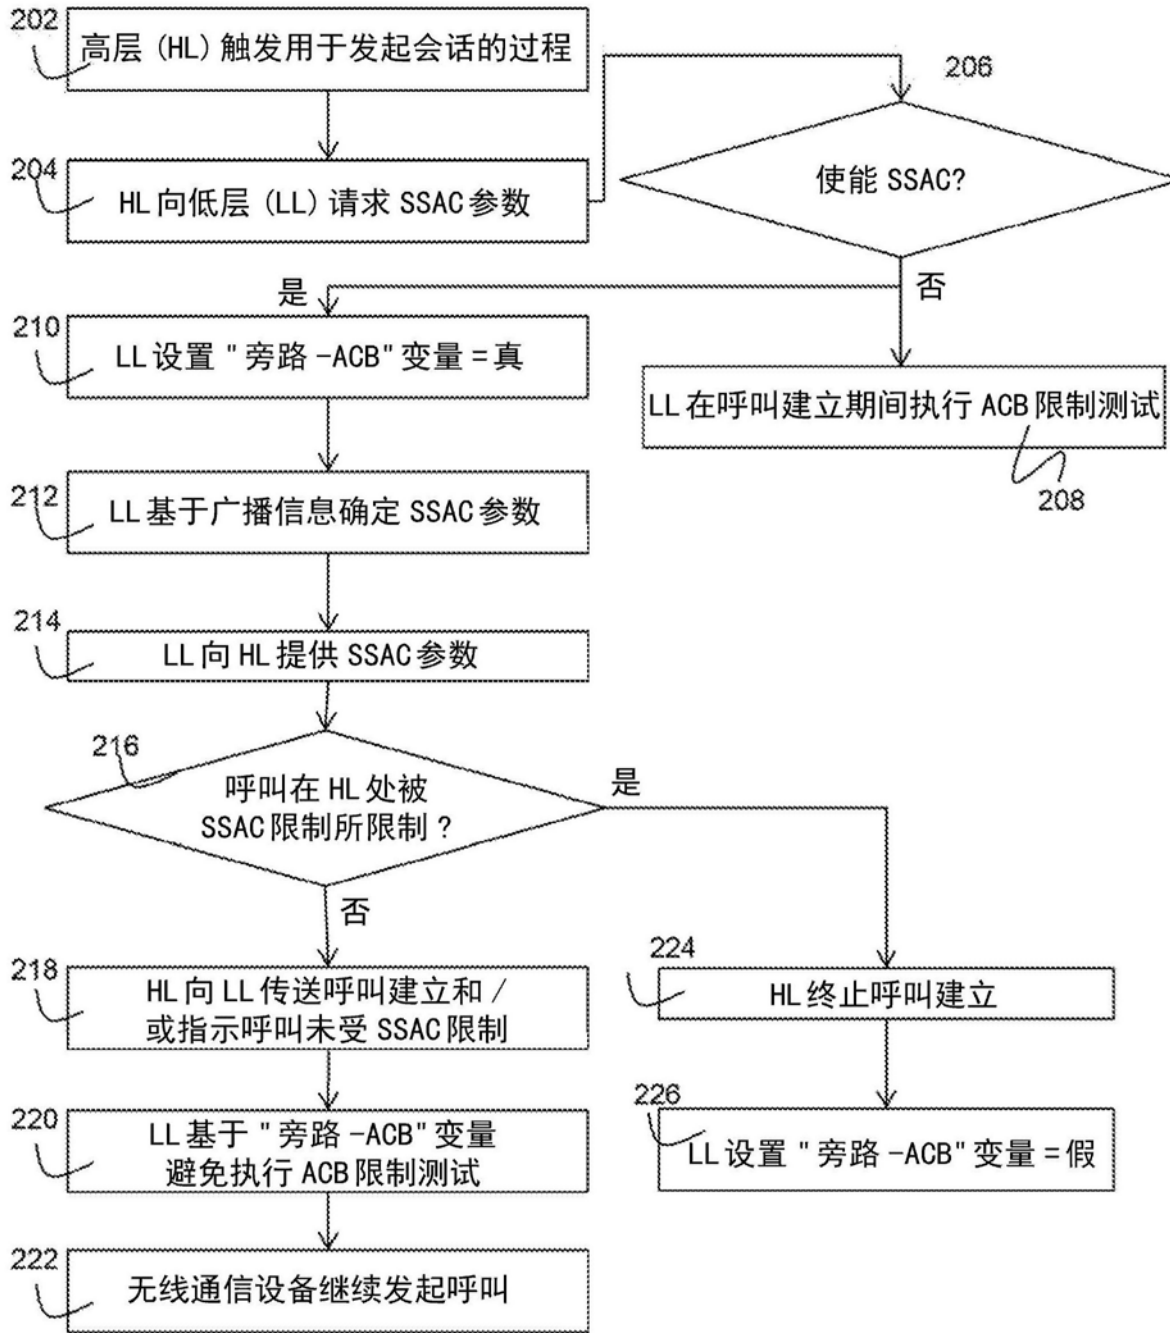 202
高层 (HL) 触发用于发起会话的过程
204
HL 向低层 (LL) 请求 SSAC 参数
206
使能 SSAC?
是
否
210
LL 设置 "旁路 -ACB" 变量 = 真
LL 在呼叫建立期间执行 ACB 限制测试
208
212
LL 基于广播信息确定 SSAC 参数
214
LL 向 HL 提供 SSAC 参数
216
呼叫在 HL 处被
SSAC 限制所限制 ?
是
否
218
HL 向 LL 传送呼叫建立和 /
或指示呼叫未受 SSAC 限制
224
HL 终止呼叫建立
220
LL 基于 "旁路 -ACB" 变量
避免执行 ACB 限制测试
226
LL 设置 "旁路 -ACB" 变量 = 假
222
无线通信设备继续发起呼叫